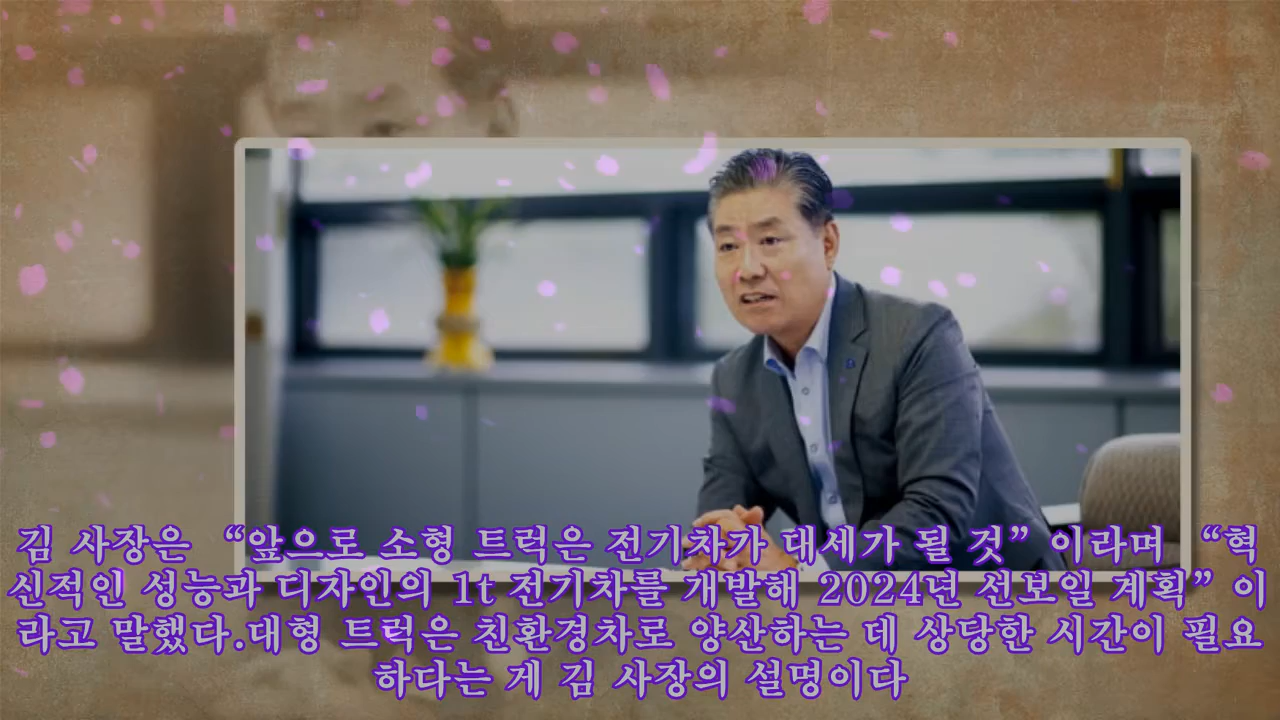 김 사장은 “앞으로 소형 트럭은 전기차가 대세가 될 것”이라며 “혁
신적인 성능과 디자인의 1t 전기차를 개발해 2024년 선보일 계획”이
라고 말했다.대형 트럭은 친환경차로 양산하는 데 상당한 시간이 필요
하다는 게 김 사장의 설명이다